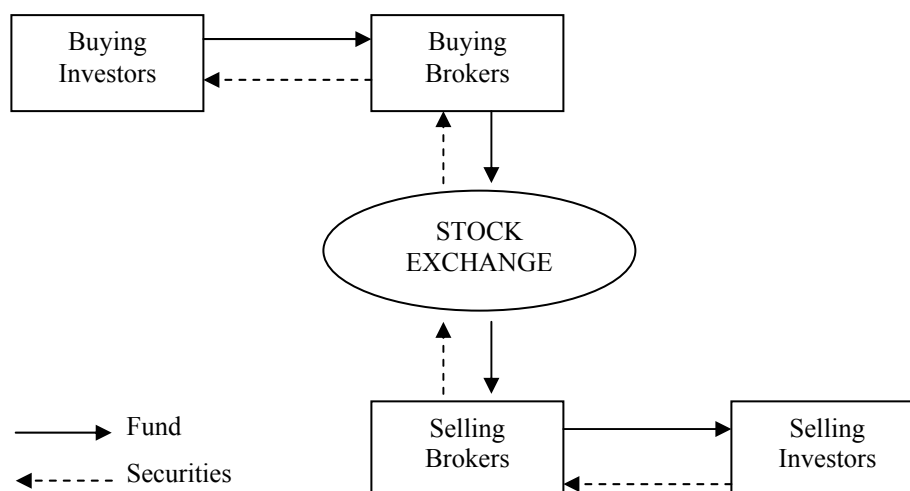 Buying
Investors
Buying
Brokers
STOCK
EXCHANGE
Selling
Brokers
Selling
Investors
Fund
Securities